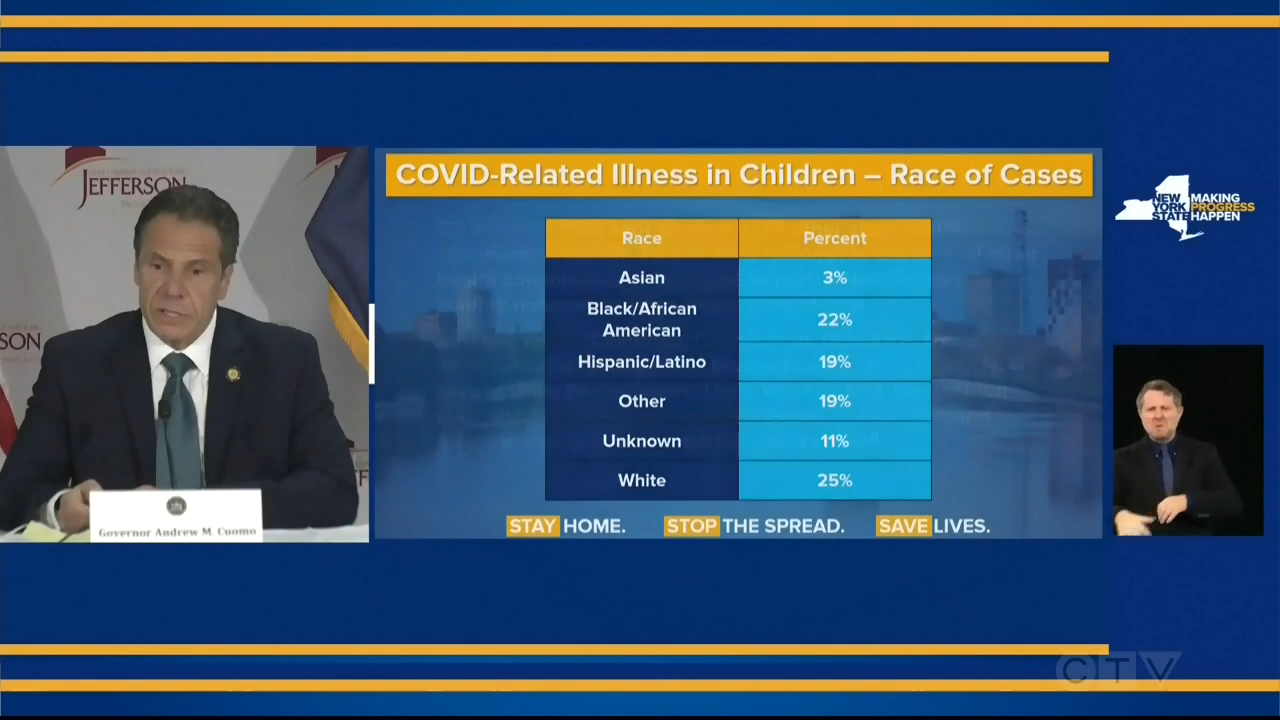 JEFFERSON
SON
Governor Andrew M. Cuomo
COVID-Related Illness in Children – Race of Cases
Race Percent
Asian 3%
Black/African
American 22%
Hispanic/Latino 19%
Other 19%
Unknown 11%
White 25%
STAY HOME. STOP THE SPREAD. SAVE LIVES.
NEW
YORK
STATE
MAKING
PROGRESS
HAPPEN
CTV